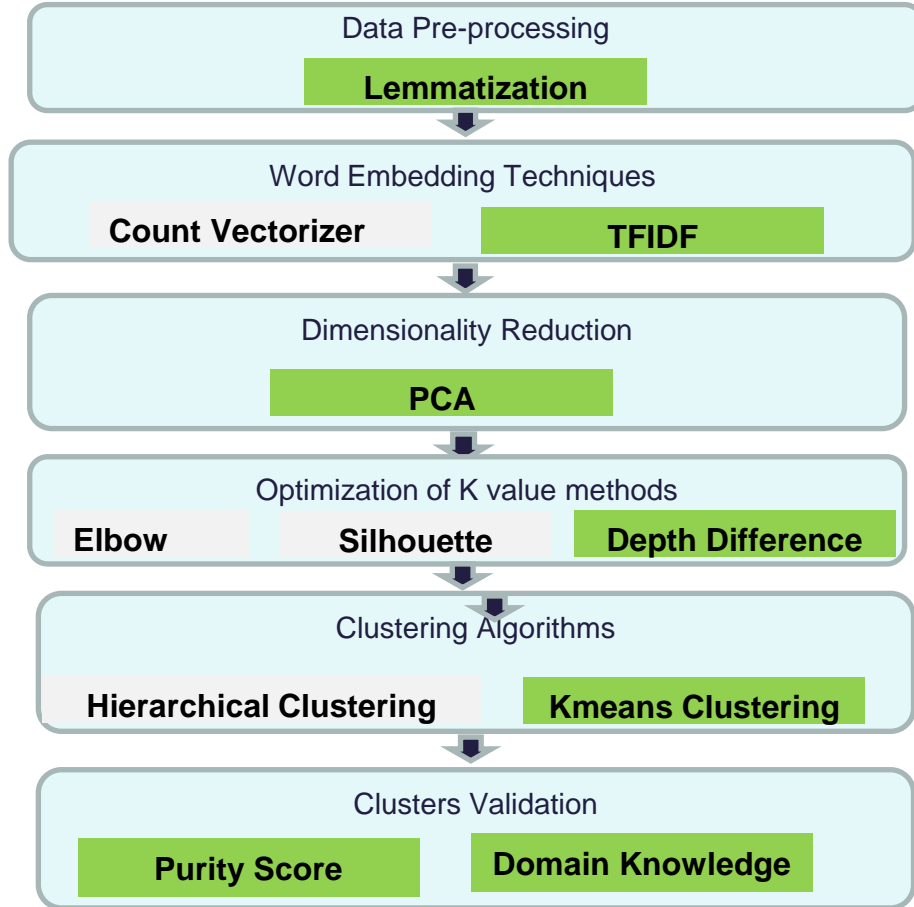 Data Pre-processing
Lemmatization
Word Embedding Techniques
Count Vectorizer
TFIDF
Dimensionality Reduction
PCA
Optimization of K value methods
Elbow
Silhouette
Depth Difference
Clustering Algorithms
Hierarchical Clustering
Kmeans Clustering
Clusters Validation
Purity Score
Domain Knowledge